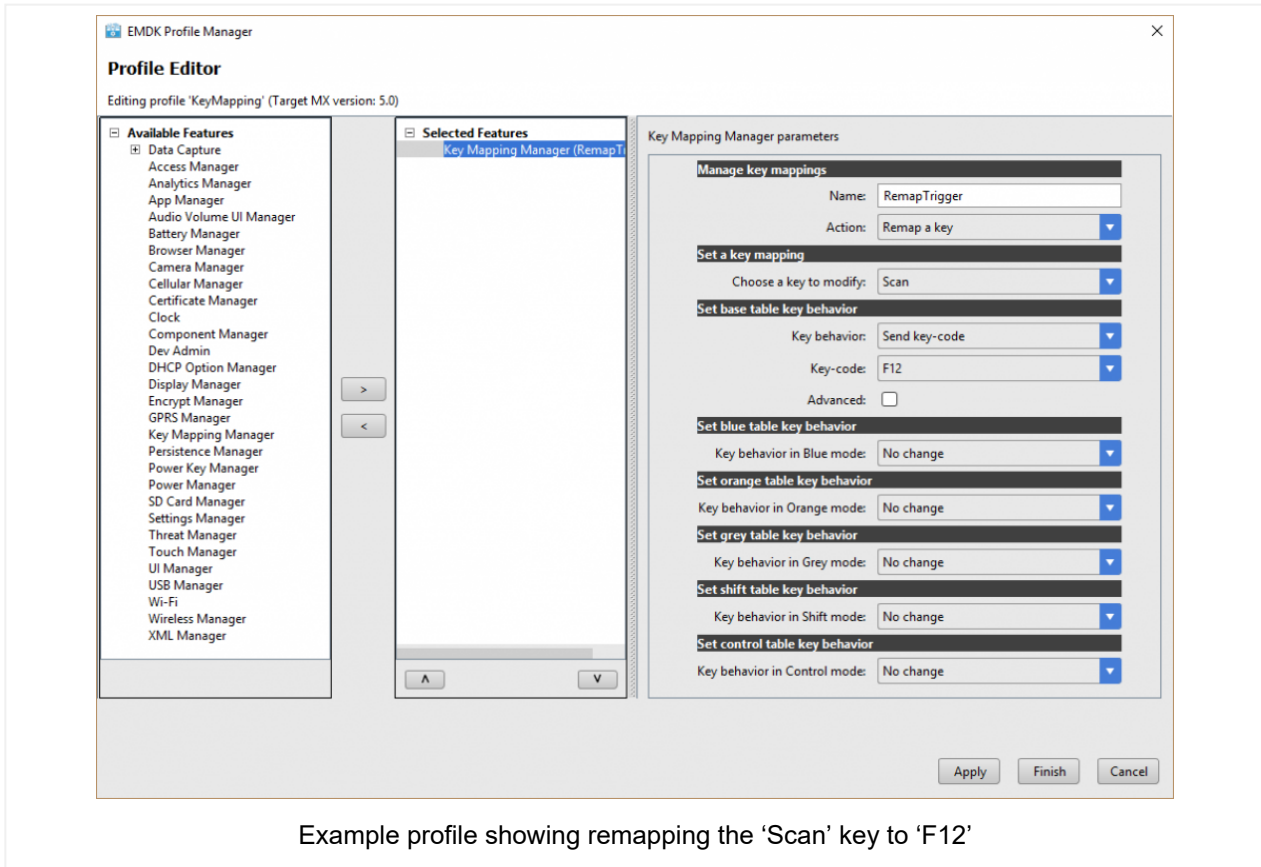 EMDK Profile Manager
Profile Editor
Editing profile 'KeyMapping' (Target MX version: 5.0)
Available Features
Data Capture
Access Manager
Analytics Manager
App Manager
Audio Volume UI Manager
Battery Manager
Browser Manager
Camera Manager
Cellular Manager
Certificate Manager
Clock
Component Manager
Dev Admin
DHCP Option Manager
Display Manager
Encrypt Manager
GPRS Manager
Key Mapping Manager
Persistence Manager
Power Key Manager
Power Manager
SD Card Manager
Settings Manager
Threat Manager
Touch Manager
UI Manager
USB Manager
Wi-Fi
Wireless Manager
XML Manager
>
<
Selected Features
Key Mapping Manager (RemapTi
Λ V
Key Mapping Manager parameters
Manage key mappings
Name: RemapTrigger
Action: Remap a key
Set a key mapping
Choose a key to modify: Scan
Set base table key behavior
Key behavior: Send key-code
Key-code: F12
Advanced:
Set blue table key behavior
Key behavior in Blue mode: No change
Set orange table key behavior
Key behavior in Orange mode: No change
Set grey table key behavior
Key behavior in Grey mode: No change
Set shift table key behavior
Key behavior in Shift mode: No change
Set control table key behavior
Key behavior in Control mode: No change
Apply Finish Cancel
Example profile showing remapping the ‘Scan’ key to ‘F12’